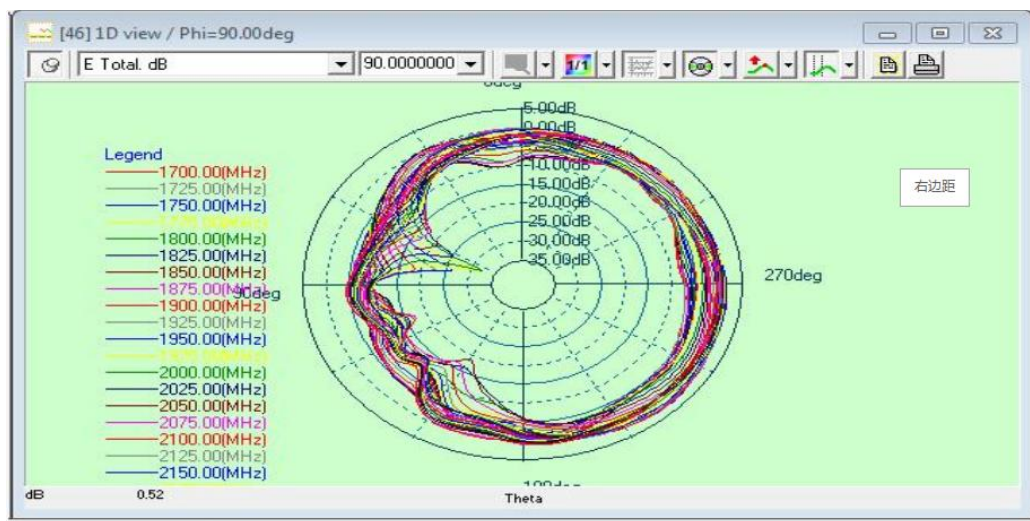 [46] 1D view / Phi=90.00deg
E Total. dB
90.0000000
1/1
5.00dB
0.00dB
-10.00dB
-15.00dB
-20.00dB
-25.00dB
-30.00dB
-35.00dB
270deg
右边距
Legend
1700.00(MHz)
1725.00(MHz)
1750.00(MHz)
1800.00(MHz)
1825.00(MHz)
1850.00(MHz)
1875.00(MHz)
90deg
1900.00(MHz)
1925.00(MHz)
1950.00(MHz)
2000.00(MHz)
2025.00(MHz)
2050.00(MHz)
2075.00(MHz)
2100.00(MHz)
2125.00(MHz)
2150.00(MHz)
dB
0.52
Theta